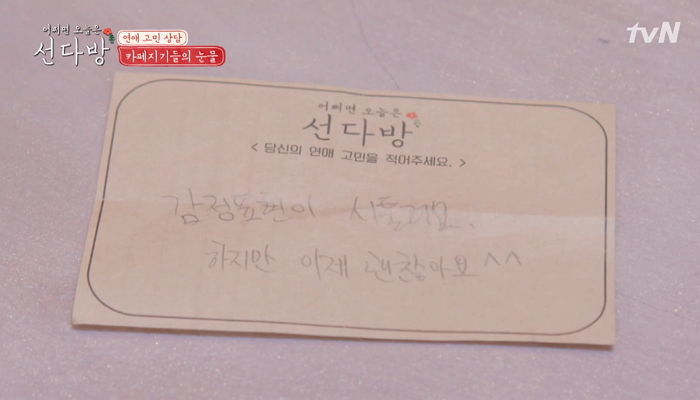 어쩌면 오늘은
선다방
연애 고민 상담
카페지기들의 눈물
tvN
어쩌면 오늘은
선다방
< 당신의 연애 고민을 적어주세요. >
감정표현이 서툴러요.
하지만 이제 괜찮아요^^